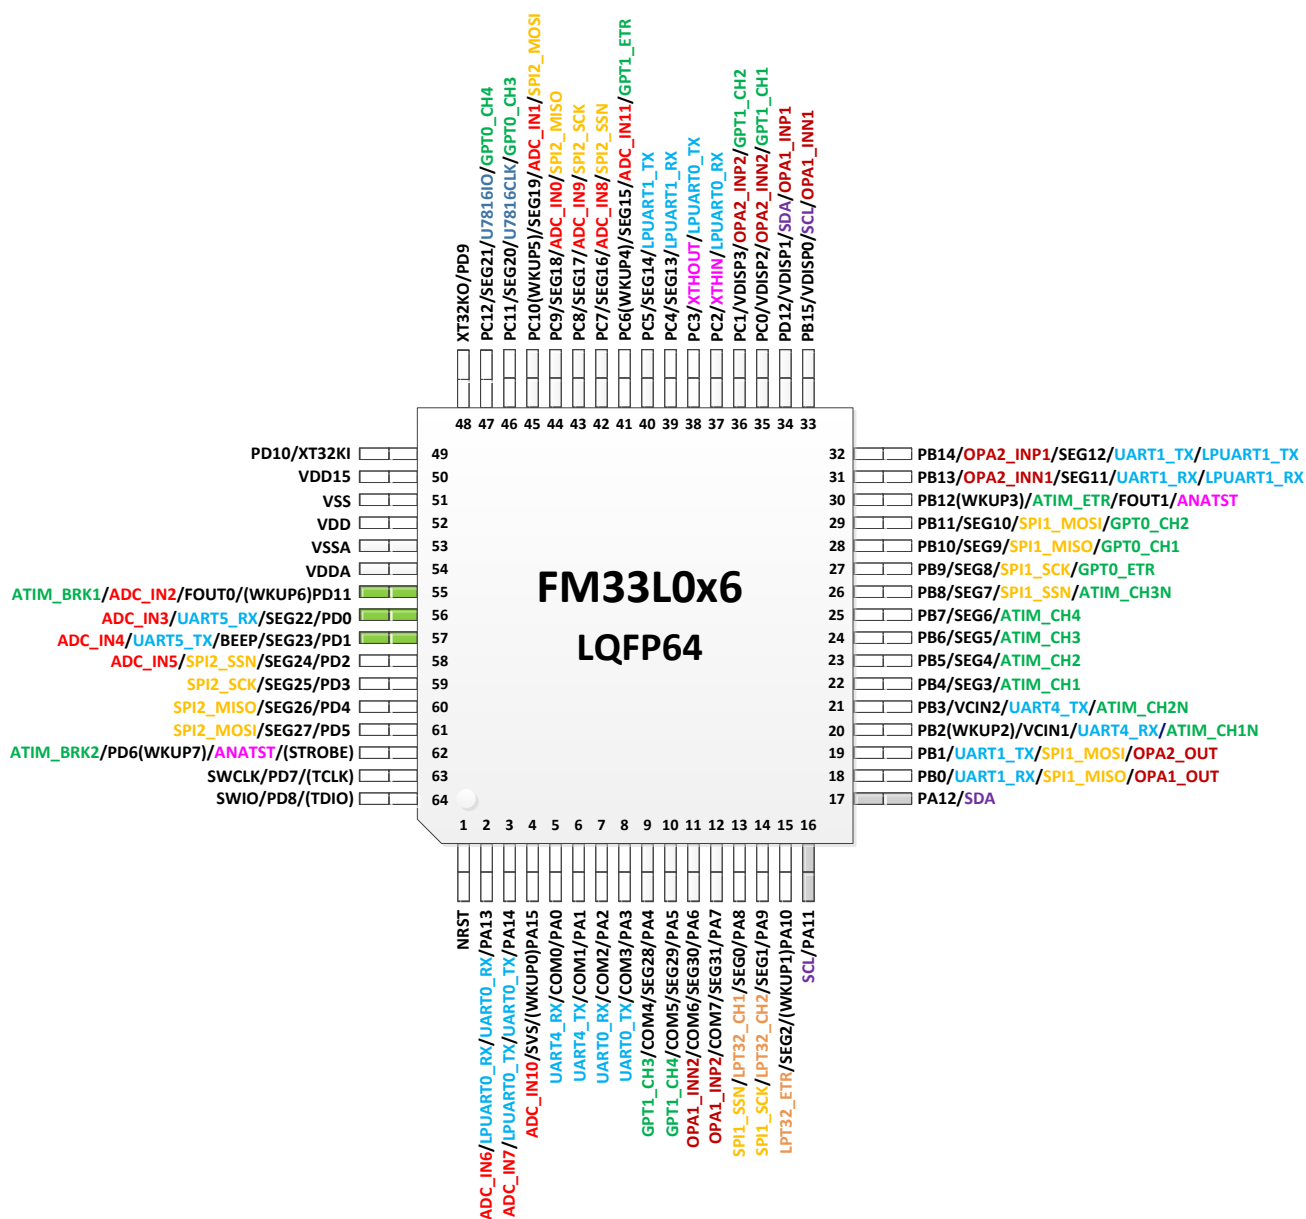 XT32KO/PD9
PC12/SEG21/U7816IO/GPT0_CH4
PC11/SEG20/U7816CLK/GPT0_CH3
PC10(WKUP5)/SEG19/ADC_IN1/SPI2_MOSI
PC9/SEG18/ADC_IN0/SPI2_MISO
PC8/SEG17/ADC_IN9/SPI2_SCK
PC7/SEG16/ADC_IN8/SPI2_SSN
PC6(WKUP4)/SEG15/ADC_IN11/GPT1_ETR
PC5/SEG14/LPUART1_TX
PC4/SEG13/LPUART1_RX
PC3/XTHOUT/LPUART0_TX
PC2/XTHIN/LPUART0_RX
PC1/VDISP3/OPA2_INP2/GPT1_CH2
PC0/VDISP2/OPA2_INN2/GPT1_CH1
PD12/VDISP1/SDA/OPA1_INP1
PB15/VDISP0/SCL/OPA1_INN1
48 47 46 45 44 43 42 41 40 39 38 37 36 35 34 33
PD10/XT32KI 49
VDD15 50
VSS 51
VDD 52
VSSA 53
VDDA 54
ATIM_BRK1/ADC_IN2/FOUT0/(WKUP6)PD11 55
ADC_IN3/UART5_RX/SEG22/PD0 56
ADC_IN4/UART5_TX/BEEP/SEG23/PD1 57
ADC_IN5/SPI2_SSN/SEG24/PD2 58
SPI2_SCK/SEG25/PD3 59
SPI2_MISO/SEG26/PD4 60
SPI2_MOSI/SEG27/PD5 61
ATIM_BRK2/PD6(WKUP7)/ANATST/(STROBE) 62
SWCLK/PD7/(TCLK) 63
SWIO/PD8/(TDIO) 64
FM33L0x6
LQFP64
32 PB14/OPA2_INP1/SEG12/UART1_TX/LPUART1_TX
31 PB13/OPA2_INN1/SEG11/UART1_RX/LPUART1_RX
30 PB12(WKUP3)/ATIM_ETR/FOUT1/ANATST
29 PB11/SEG10/SPI1_MOSI/GPT0_CH2
28 PB10/SEG9/SPI1_MISO/GPT0_CH1
27 PB9/SEG8/SPI1_SCK/GPT0_ETR
26 PB8/SEG7/SPI1_SSN/ATIM_CH3N
25 PB7/SEG6/ATIM_CH4
24 PB6/SEG5/ATIM_CH3
23 PB5/SEG4/ATIM_CH2
22 PB4/SEG3/ATIM_CH1
21 PB3/VCIN2/UART4_TX/ATIM_CH2N
20 PB2(WKUP2)/VCIN1/UART4_RX/ATIM_CH1N
19 PB1/UART1_TX/SPI1_MOSI/OPA2_OUT
18 PB0/UART1_RX/SPI1_MISO/OPA1_OUT
17 PA12/SDA
1 2 3 4 5 6 7 8 9 10 11 12 13 14 15 16
NRST
ADC_IN6/LPUART0_RX/UART0_RX/PA13
ADC_IN7/LPUART0_TX/UART0_TX/PA14
ADC_IN10/SVS/(WKUP0)PA15
UART4_RX/COM0/PA0
UART4_TX/COM1/PA1
UART0_RX/COM2/PA2
UART0_TX/COM3/PA3
GPT1_CH3/COM4/SEG28/PA4
GPT1_CH4/COM5/SEG29/PA5
OPA1_INN2/COM6/SEG30/PA6
OPA1_INP2/COM7/SEG31/PA7
SPI1_SSN/LPT32_CH1/SEG0/PA8
SPI1_SCK/LPT32_CH2/SEG1/PA9
LPT32_ETR/SEG2/(WKUP1)PA10
SCL/PA11